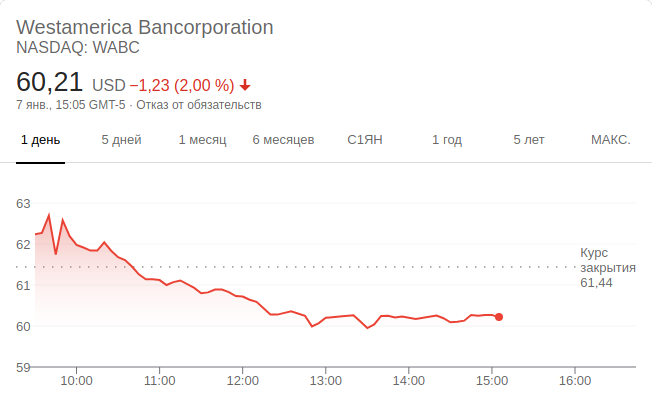 Westamerica Bancorporation
NASDAQ: WABC
60,21 USD −1,23 (2,00 %)
7 янв., 15:05 GMT-5 · Отказ от обязательств
1 день 5 дней 1 месяц 6 месяцев С1ЯН 1 год 5 лет МАКС.
63
62
Курс
закрытия
61,44
61
60
59
10:00 11:00 12:00 13:00 14:00 15:00 16:00